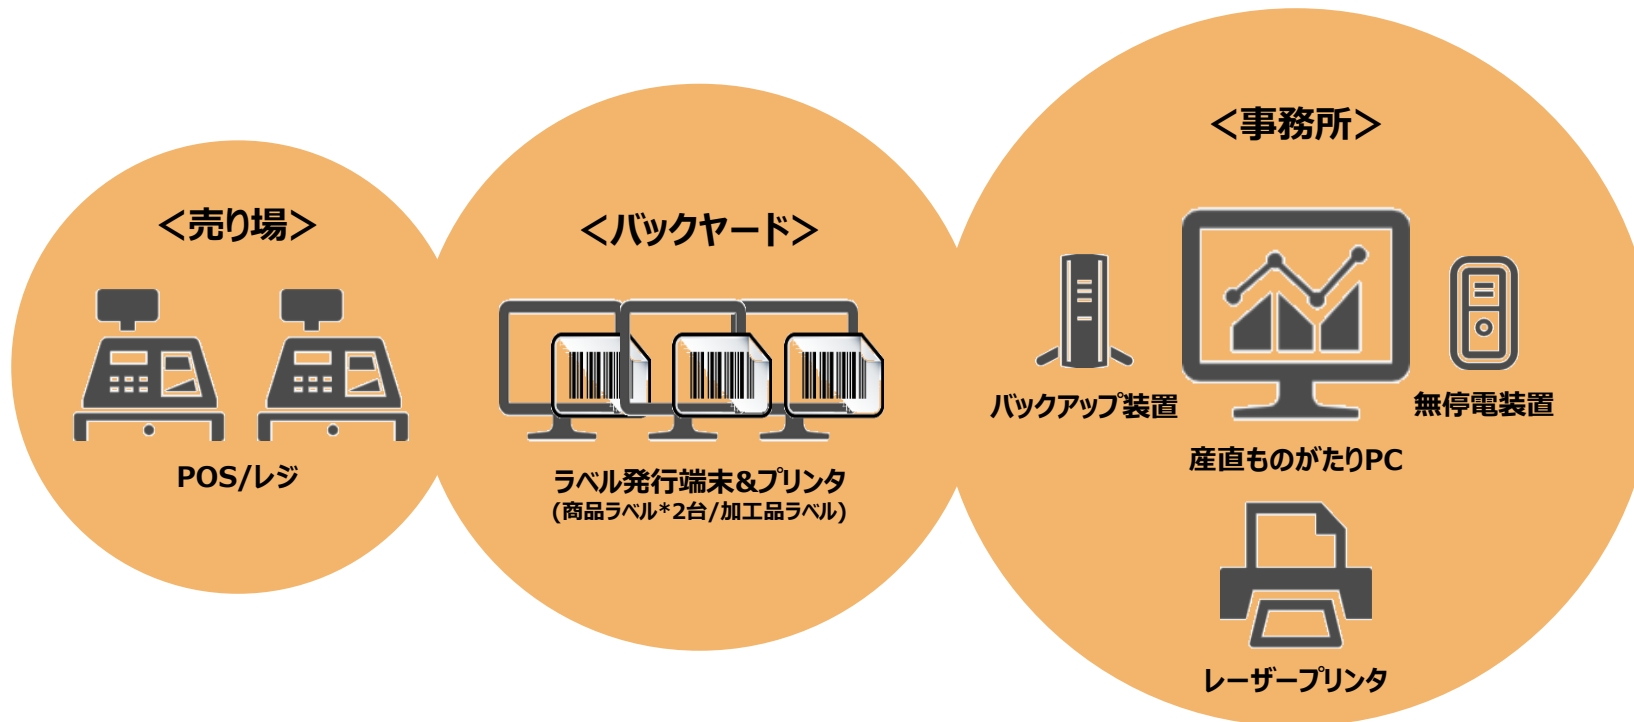 ＜売り場＞
POS/レジ
＜バックヤード＞
ラベル発行端末&プリンタ
(商品ラベル*2台/加工品ラベル)
＜事務所＞
バックアップ装置
無停電装置
産直ものがたりPC
レーザープリンタ